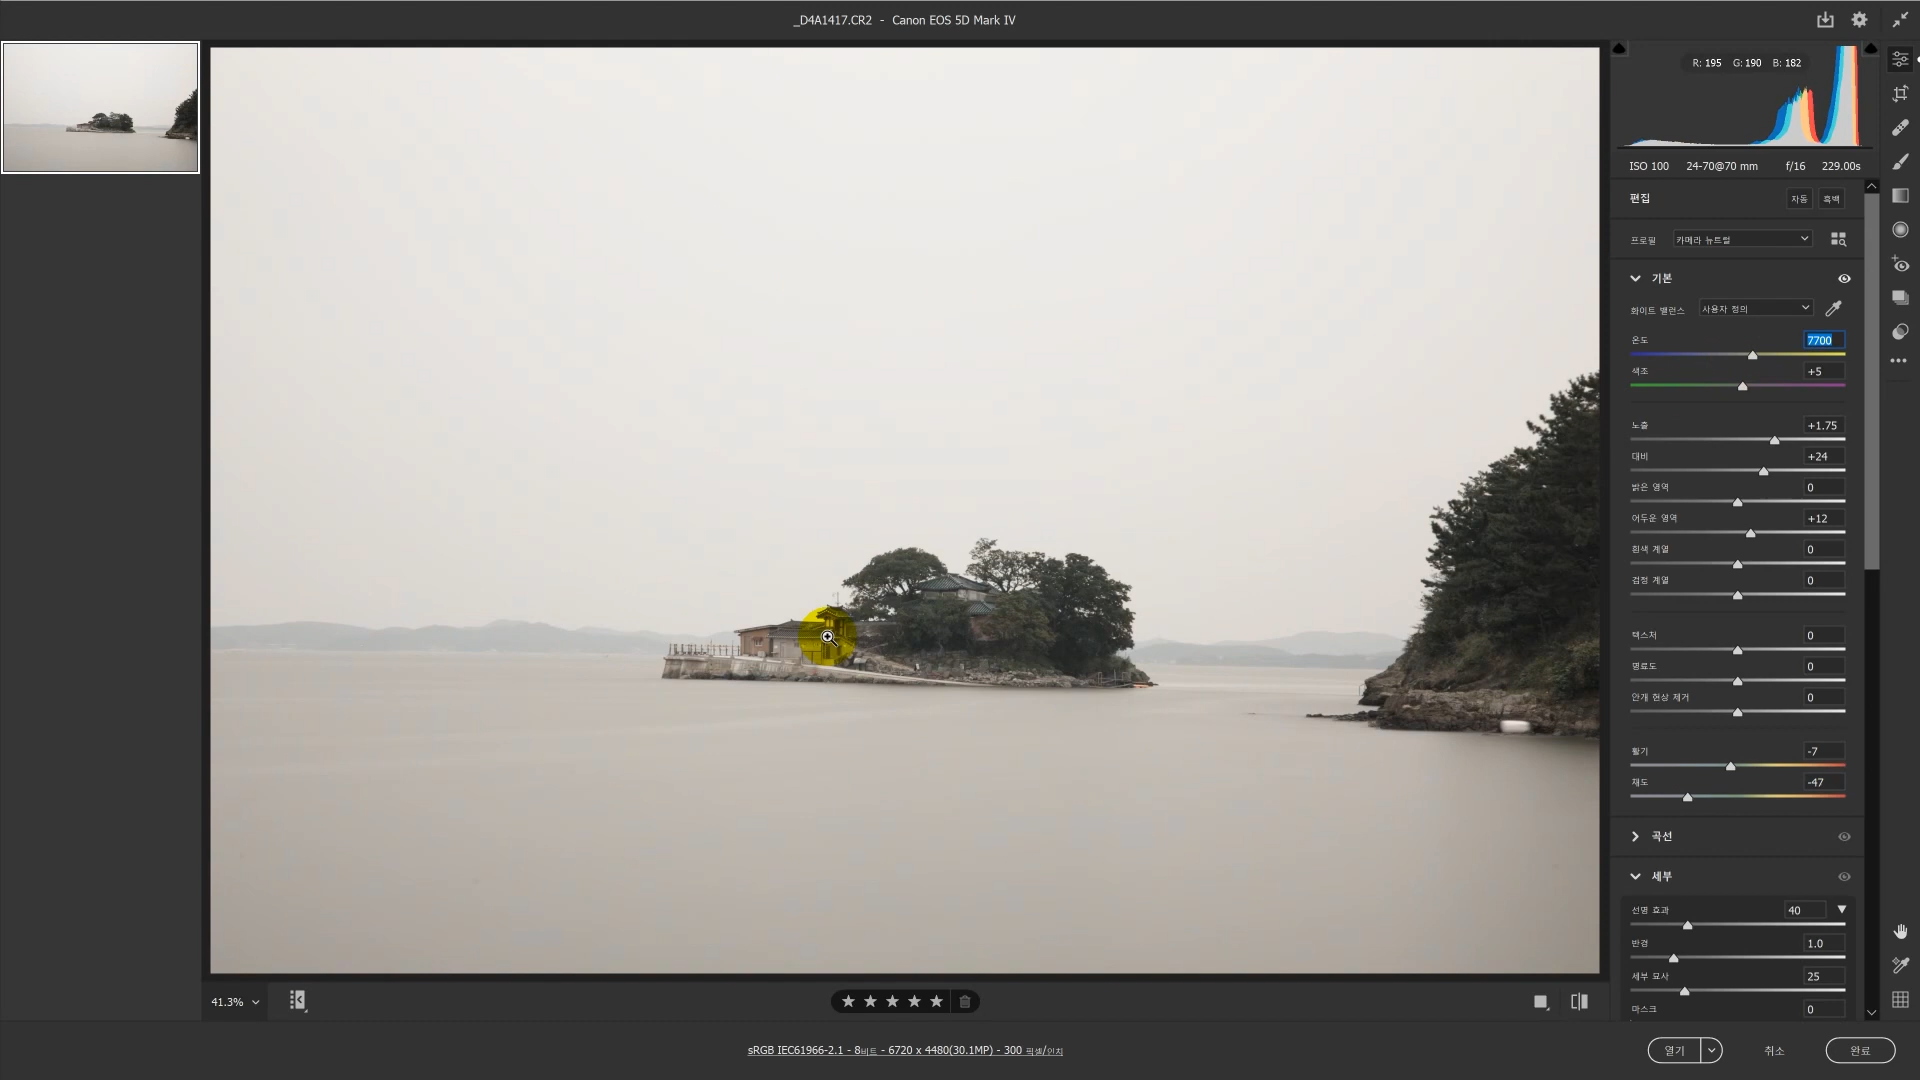 _D4A1417.CR2 - Canon EOS 5D Mark IV
R: 195 G: 190 B: 182
ISO 100 24-70@70 mm f/16 229.00s
편집 자동 흑백
프로필 카메라 뉴트럴
기본
화이트 밸런스 사용자 정의
온도 7700
색조 +5
노출 +1.75
대비 +24
밝은 영역 0
어두운 영역 +12
흰색 계열 0
검정 계열 0
텍스처 0
명료도 0
안개 현상 제거 0
활기 -7
채도 -47
곡선
세부
선명 효과 40
반경 1.0
세부 묘사 25
마스크 0
41.3%
sRGB IEC61966-2.1 - 8비트 - 6720 x 4480(30.1MP) - 300 픽셀/인치
열기 취소 완료